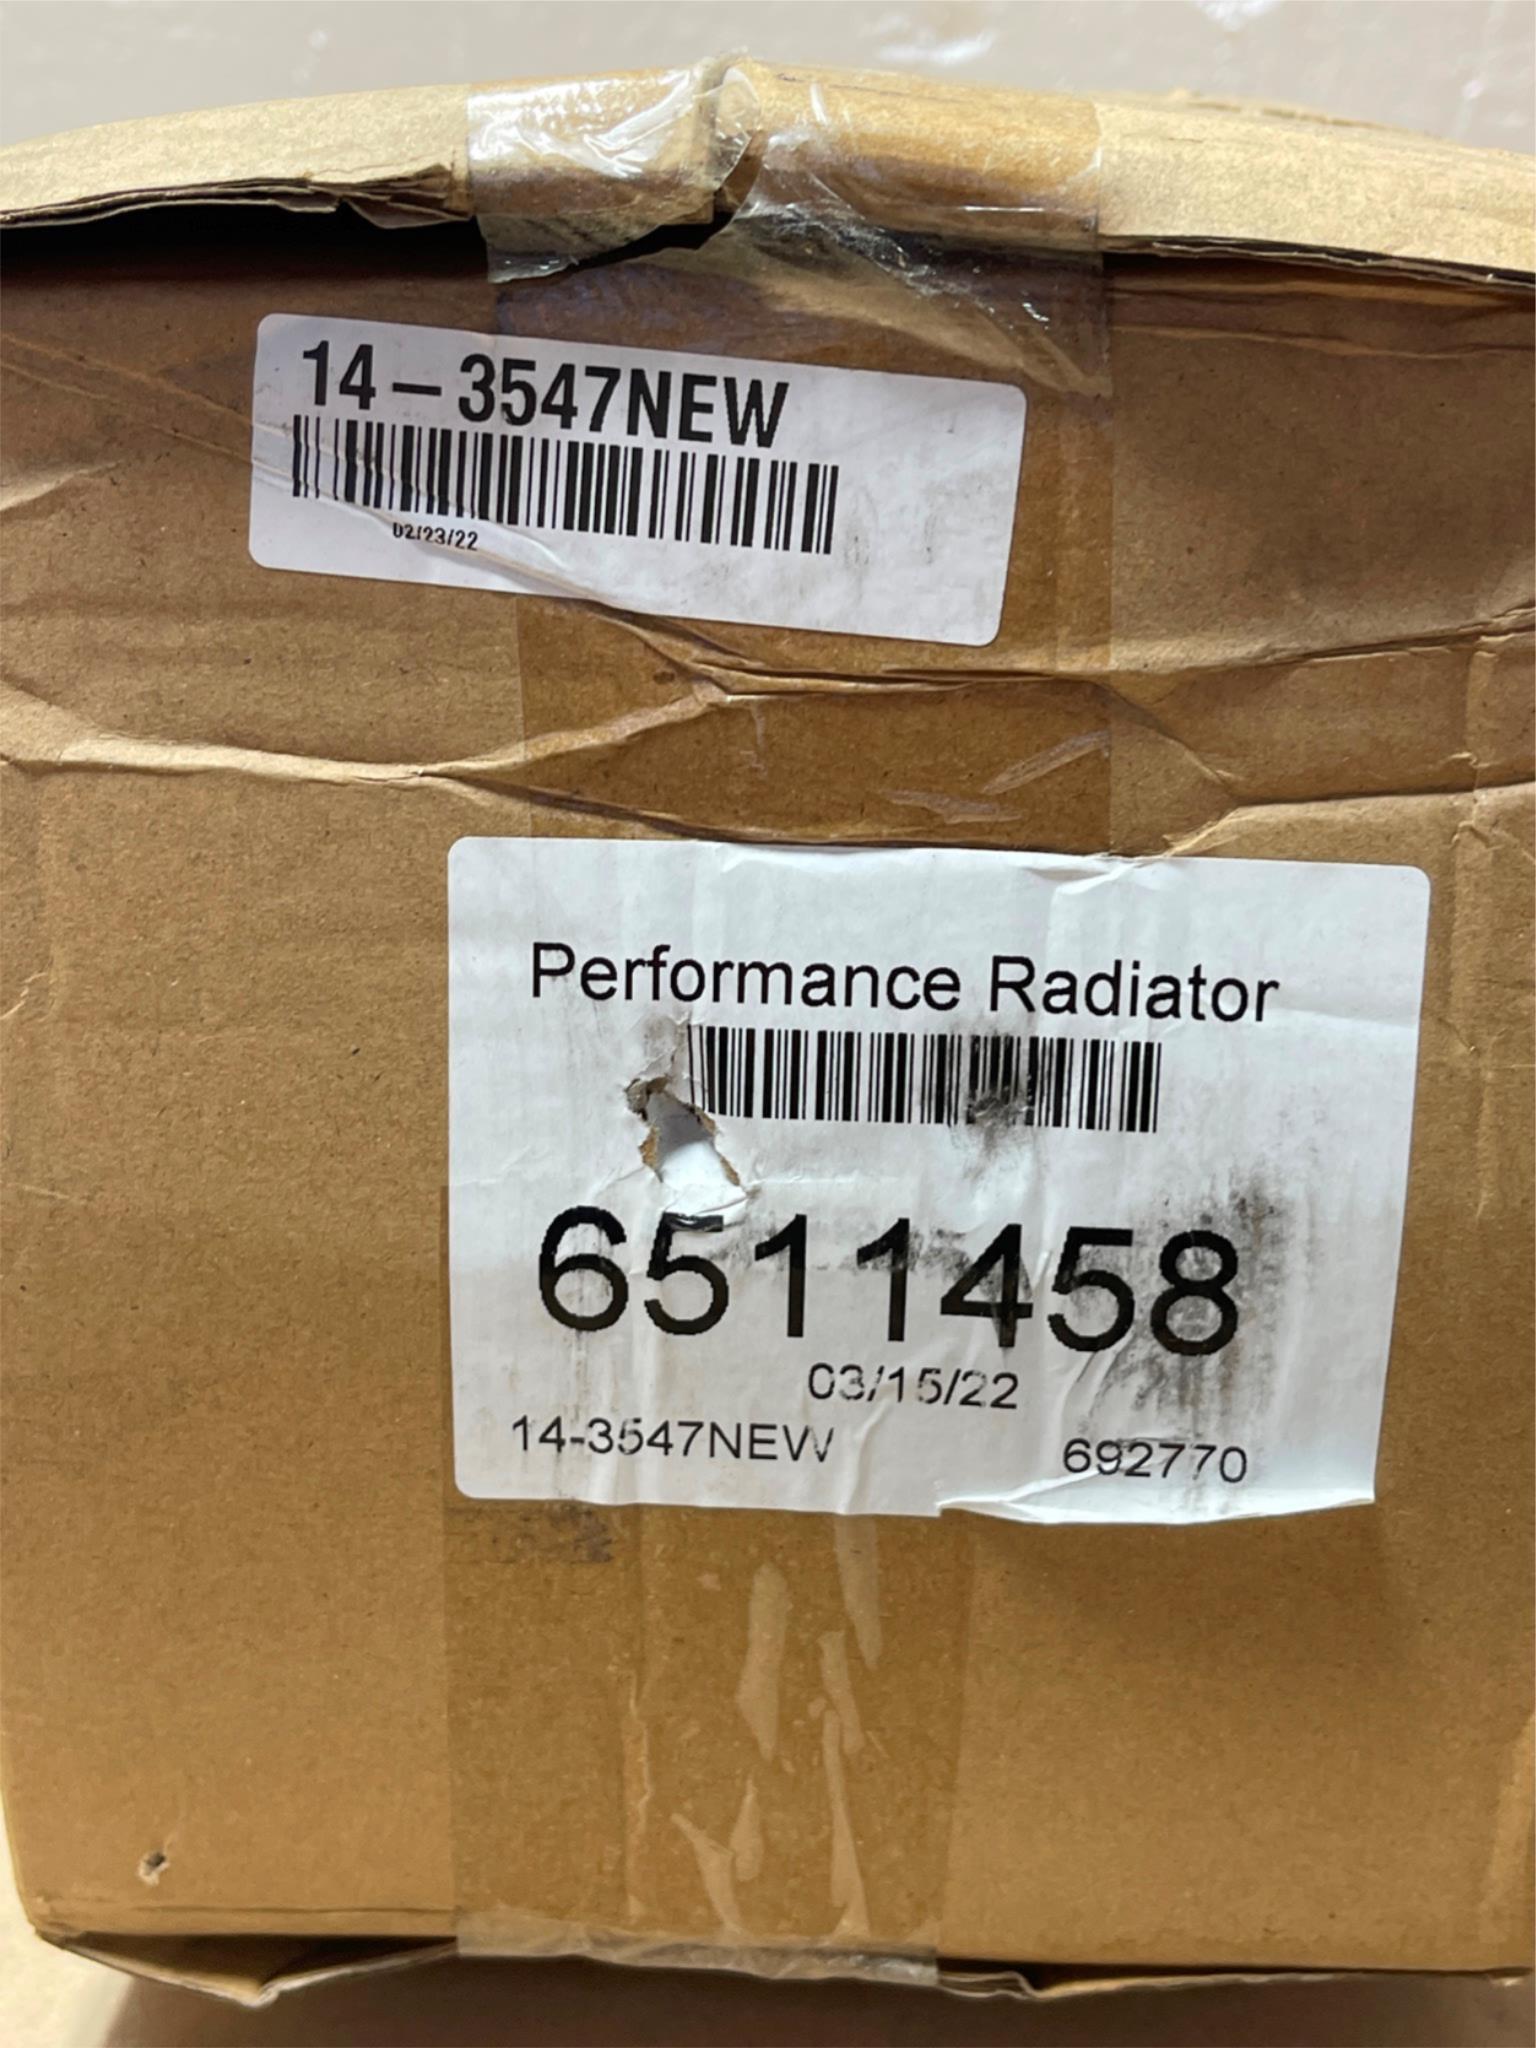 14-3547NEW
02/23/22
Performance Radiator
6511458
03/15/22
14-3547NEW 692770